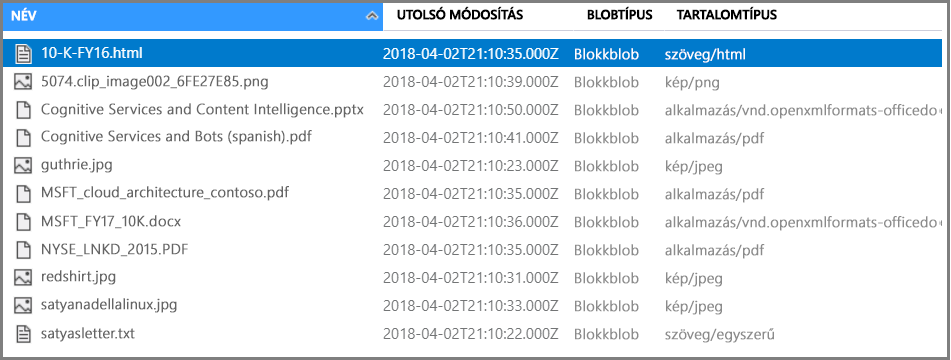 NÉV UTOLSÓ MÓDOSÍTÁS BLOBTÍPUS TARTALOMTÍPUS
10-K-FY16.html 2018-04-02T21:10:35.000Z Blokkblob szöveg/html
5074.clip_image002_6FE27E85.png 2018-04-02T21:10:39.000Z Blokkblob kép/png
Cognitive Services and Content Intelligence.pptx 2018-04-02T21:10:50.000Z Blokkblob alkalmazás/vnd.openxmlformats-officedo
Cognitive Services and Bots (spanish).pdf 2018-04-02T21:10:41.000Z Blokkblob alkalmazás/pdf
guthrie.jpg 2018-04-02T21:10:23.000Z Blokkblob kép/jpeg
MSFT_cloud_architecture_contoso.pdf 2018-04-02T21:10:35.000Z Blokkblob alkalmazás/pdf
MSFT_FY17_10K.docx 2018-04-02T21:10:36.000Z Blokkblob alkalmazás/vnd.openxmlformats-officedo
NYSE_LNKD_2015.PDF 2018-04-02T21:10:35.000Z Blokkblob alkalmazás/pdf
redshirt.jpg 2018-04-02T21:10:31.000Z Blokkblob kép/jpeg
satyanadellalinux.jpg 2018-04-02T21:10:33.000Z Blokkblob kép/jpeg
satyasletter.txt 2018-04-02T21:10:22.000Z Blokkblob szöveg/egyszerű